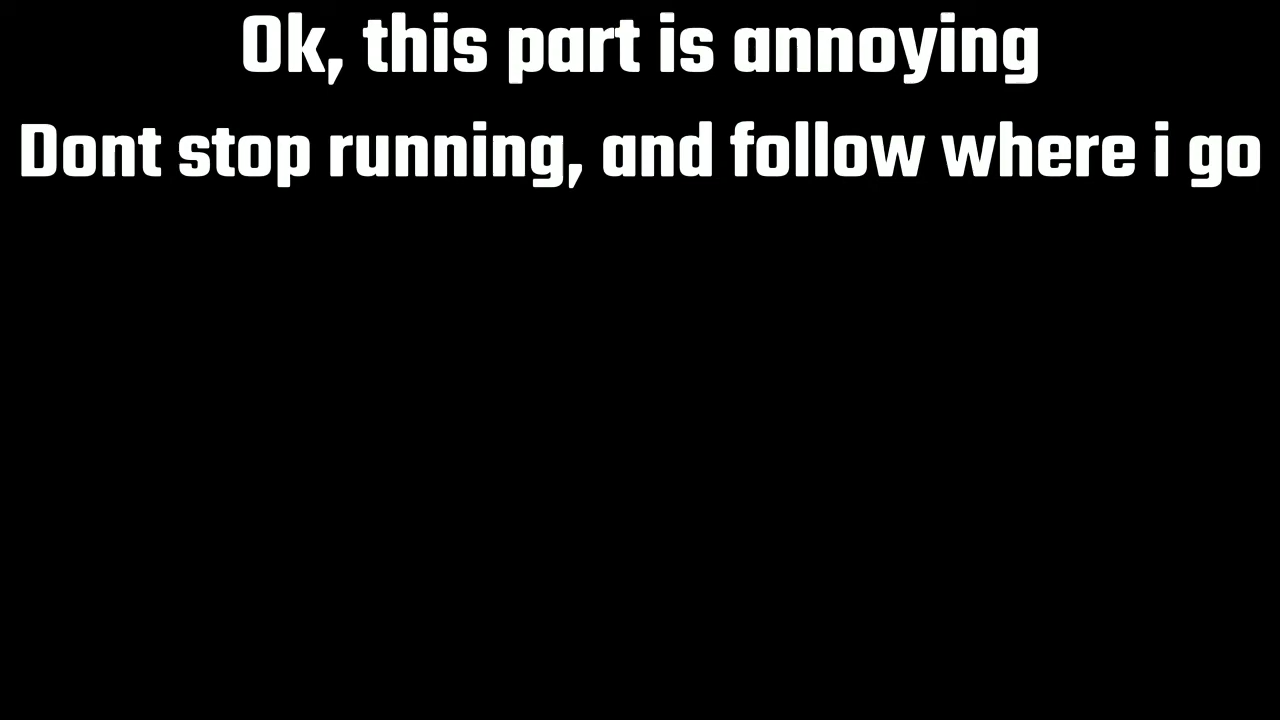 Ok, this part is annoying
Dont stop running, and follow where i go